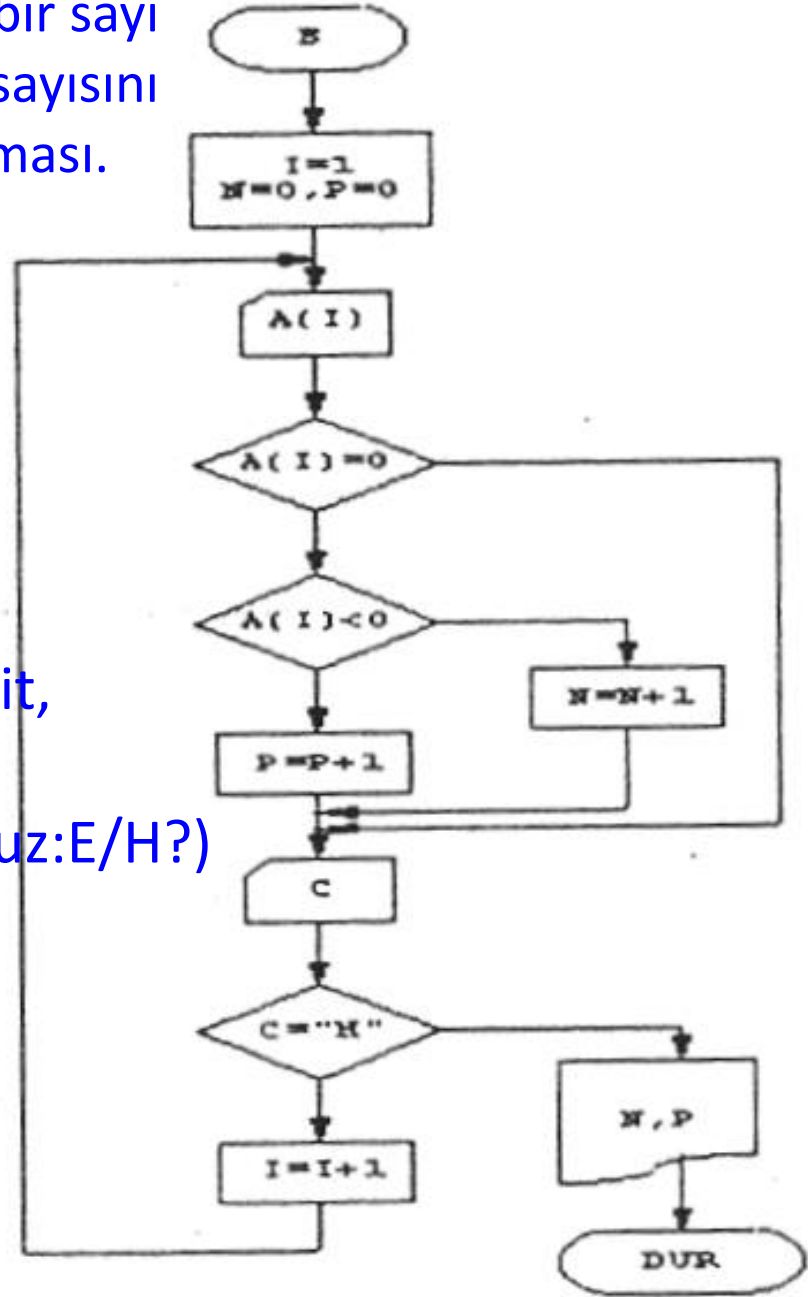 bir sayı
sayısını
ması.
B
I=1
N=0,P=0
A(I)
A(I)=0
A(I)<0
N=N+1
it,
P=P+1
uz:E/H?)
C
C="H"
N,P
I=I+1
DUR